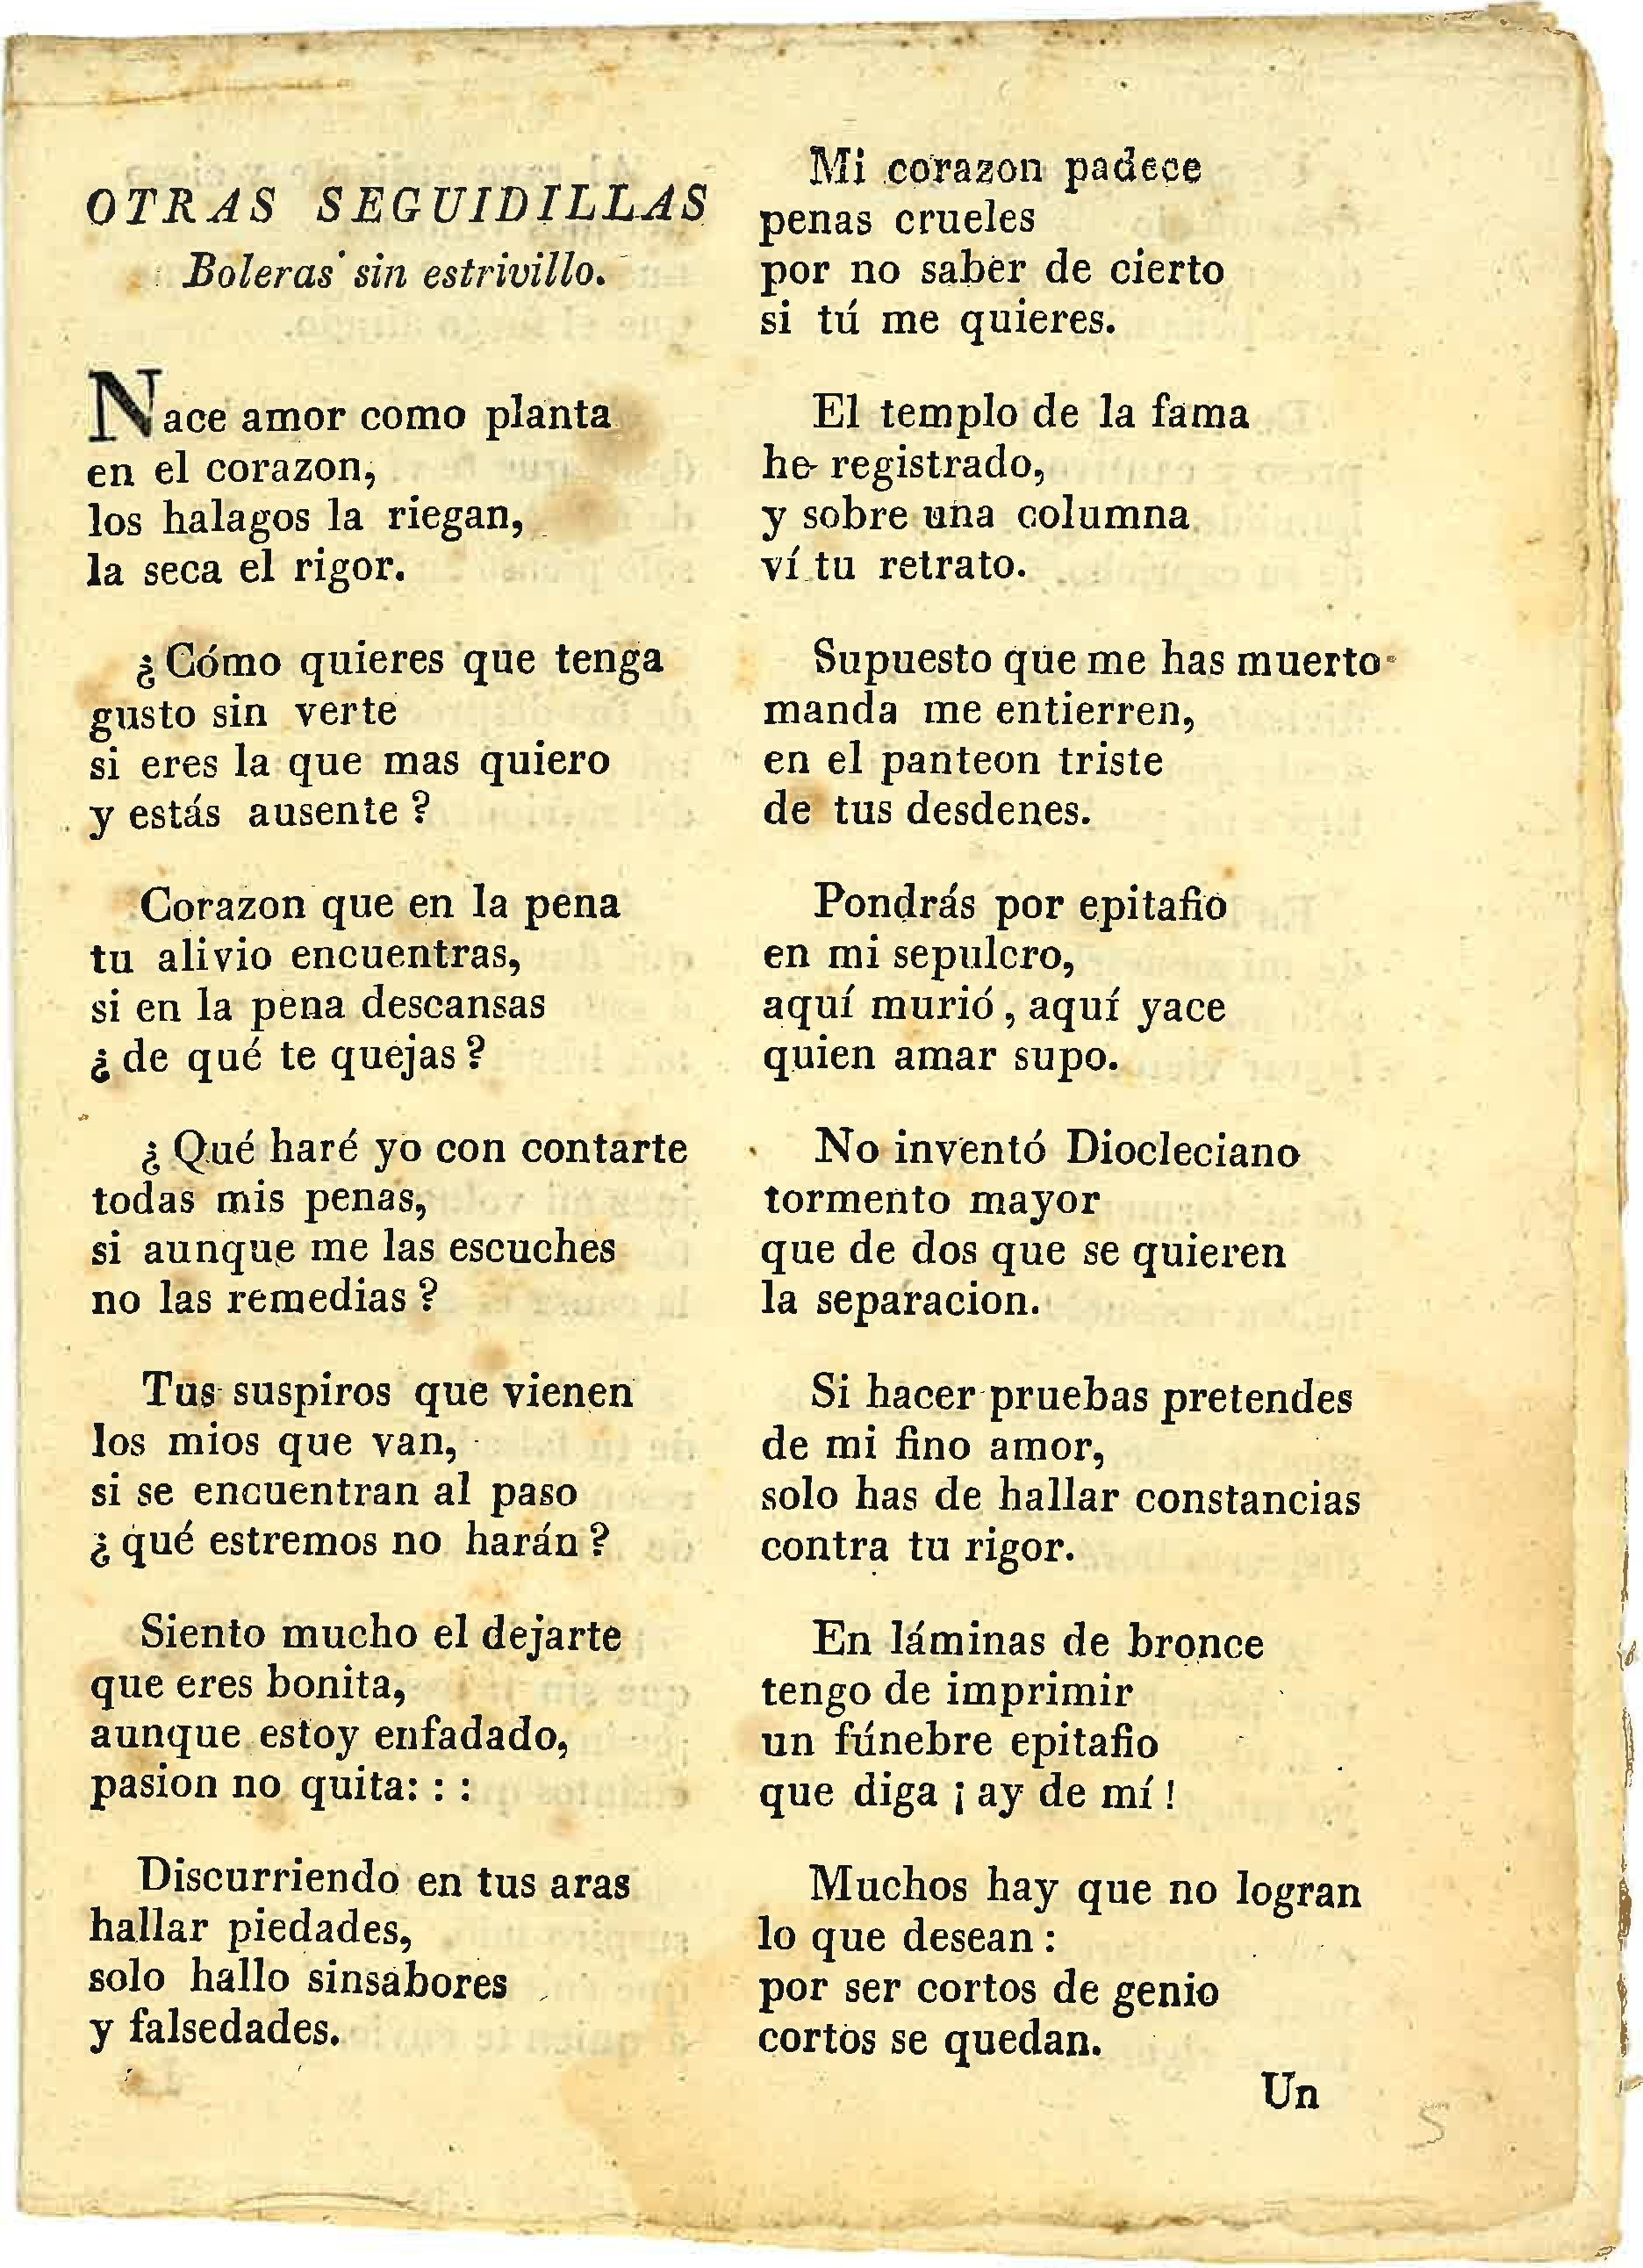 OTRAS SEGUIDILLAS
Boleras sin estrivillo.
Nace amor como planta
en el corazon,
los halagos la riegan,
la seca el rigor.
¿Cómo quieres que tenga
gusto sin verte
si eres la que mas quiero
y estás ausente?
Corazon que en la pena
tu alivio encuentras,
si en la pena descansas
¿de qué te quejas?
¿Qué haré yo con contarte
todas mis penas,
si aunque me las escuches
no las remedias?
Tus suspiros que vienen
los mios que van,
si se encuentran al paso
¿qué estremos no harán?
Siento mucho el dejarte
que eres bonita,
aunque estoy enfadado,
pasion no quita: : :
Discurriendo en tus aras
hallar piedades,
solo hallo sinsabores
y falsedades.
Mi corazon padece
penas crueles
por no saber de cierto
si tú me quieres.
El templo de la fama
he registrado,
y sobre una columna
ví tu retrato.
Supuesto que me has muerto
manda me entierren,
en el panteon triste
de tus desdenes.
Pondrás por epitafio
en mi sepulcro,
aquí murió, aquí yace
quien amar supo.
No inventó Diocleciano
tormento mayor
que de dos que se quieren
la separacion.
Si hacer pruebas pretendes
de mi fino amor,
solo has de hallar constancias
contra tu rigor.
En láminas de bronce
tengo de imprimir
un fúnebre epitafio
que diga ¡ay de mí!
Muchos hay que no logran
lo que desean:
por ser cortos de genio
cortos se quedan.
Un
5